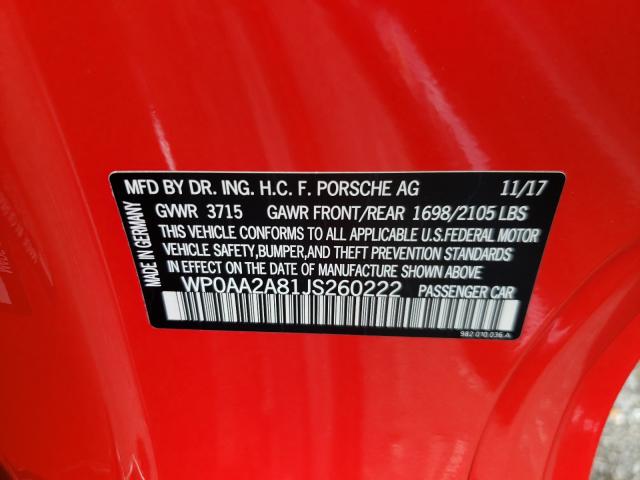 MFD BY DR. ING. H.C. F. PORSCHE AG 11/17
GVWR 3715 GAWR FRONT/REAR 1698/2105 LBS
THIS VEHICLE CONFORMS TO ALL APPLICABLE U.S.FEDERAL MOTOR
VEHICLE SAFETY,BUMPER,AND THEFT PREVENTION STANDARDS
IN EFFECT ON THE DATE OF MANUFACTURE SHOWN ABOVE.
WP0AA2A81JS260222 PASSENGER CAR
982.010.036.A
MADE IN GERMANY